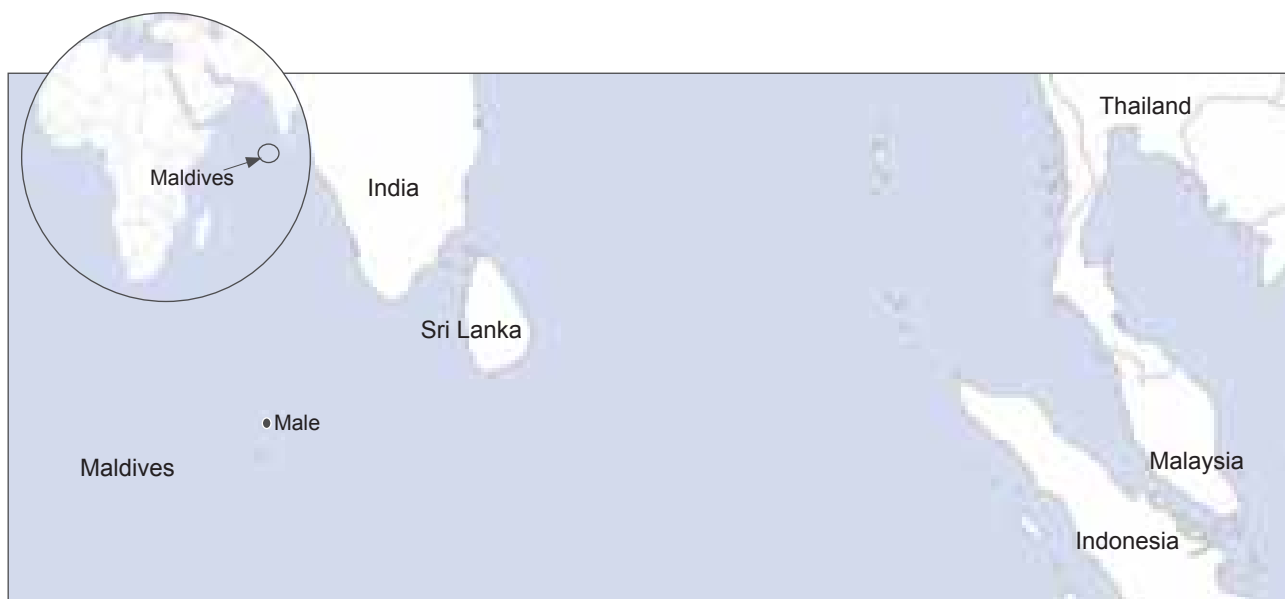 Thailand
Maldives
India
Sri Lanka
Male
Maldives
Malaysia
Indonesia